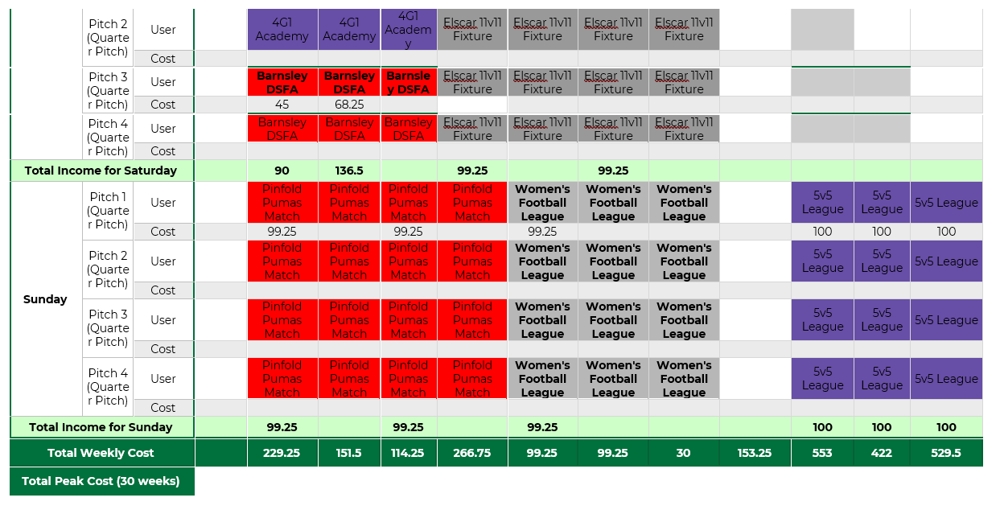 Pitch 2 (Quarte r Pitch) User 4G1 Academy 4G1 Academy 4G1 Academ y Elscar 11v11 Fixture Elscar 11v11 Fixture Elscar 11v11 Fixture Elscar 11v11 Fixture
Cost
Pitch 3 (Quarte r Pitch) User Barnsley DSFA Barnsley DSFA Barnsle y DSFA Elscar 11v11 Fixture Elscar 11v11 Fixture Elscar 11v11 Fixture Elscar 11v11 Fixture
Cost 45 68.25
Pitch 4 (Quarte r Pitch) User Barnsley DSFA Barnsley DSFA Barnsley DSFA Elscar 11v11 Fixture Elscar 11v11 Fixture Elscar 11v11 Fixture Elscar 11v11 Fixture
Cost
Total Income for Saturday 90 136.5 99.25 99.25
Sunday
Pitch 1 (Quarte r Pitch) User Pinfold Pumas Match Pinfold Pumas Match Pinfold Pumas Match Pinfold Pumas Match Women's Football League Women's Football League Women's Football League 5v5 League 5v5 League 5v5 League
Cost 99.25 99.25 99.25 100 100 100
Pitch 2 (Quarte r Pitch) User Pinfold Pumas Match Pinfold Pumas Match Pinfold Pumas Match Pinfold Pumas Match Women's Football League Women's Football League Women's Football League 5v5 League 5v5 League 5v5 League
Cost
Pitch 3 (Quarte r Pitch) User Pinfold Pumas Match Pinfold Pumas Match Pinfold Pumas Match Pinfold Pumas Match Women's Football League Women's Football League Women's Football League 5v5 League 5v5 League 5v5 League
Cost
Pitch 4 (Quarte r Pitch) User Pinfold Pumas Match Pinfold Pumas Match Pinfold Pumas Match Pinfold Pumas Match Women's Football League Women's Football League Women's Football League 5v5 League 5v5 League 5v5 League
Cost
Total Income for Sunday 99.25 99.25 99.25 100 100 100
Total Weekly Cost 229.25 151.5 114.25 266.75 99.25 99.25 30 153.25 553 422 529.5
Total Peak Cost (30 weeks)